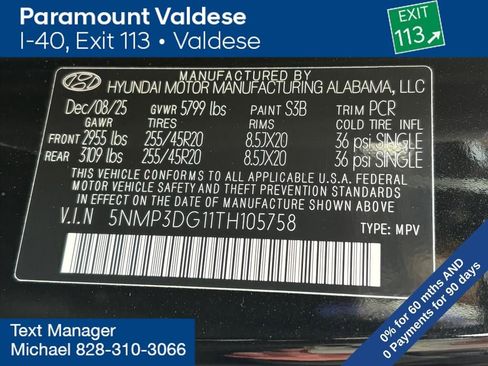 Paramount Valdese
I-40, Exit 113 • Valdese
EXIT
113
MANUFACTURED BY
HYUNDAI MOTOR MANUFACTURING ALABAMA, LLC
Dec/08/25 GVWR 5799 lbs PAINT S3B TRIM PCR
GAWR TIRES RIMS COLD TIRE INFL
FRONT 2955 lbs 255/45R20 8.5JX20 36 psi SINGLE
REAR 3109 lbs 255/45R20 8.5JX20 36 psi SINGLE
THIS VEHICLE CONFORMS TO ALL APPLICABLE U.S.A. FEDERAL
MOTOR VEHICLE SAFETY, BUMPER, AND THEFT PREVENTION
STANDARDS IN EFFECT ON THE DATE OF MANUFACTURE
SHOWN ABOVE.
V.I.N 5NMP3DG11TH105758
TYPE: MPV
0% for 60 mths AND
0 Payments for 90 days
Text Manager
Michael 828-310-3066